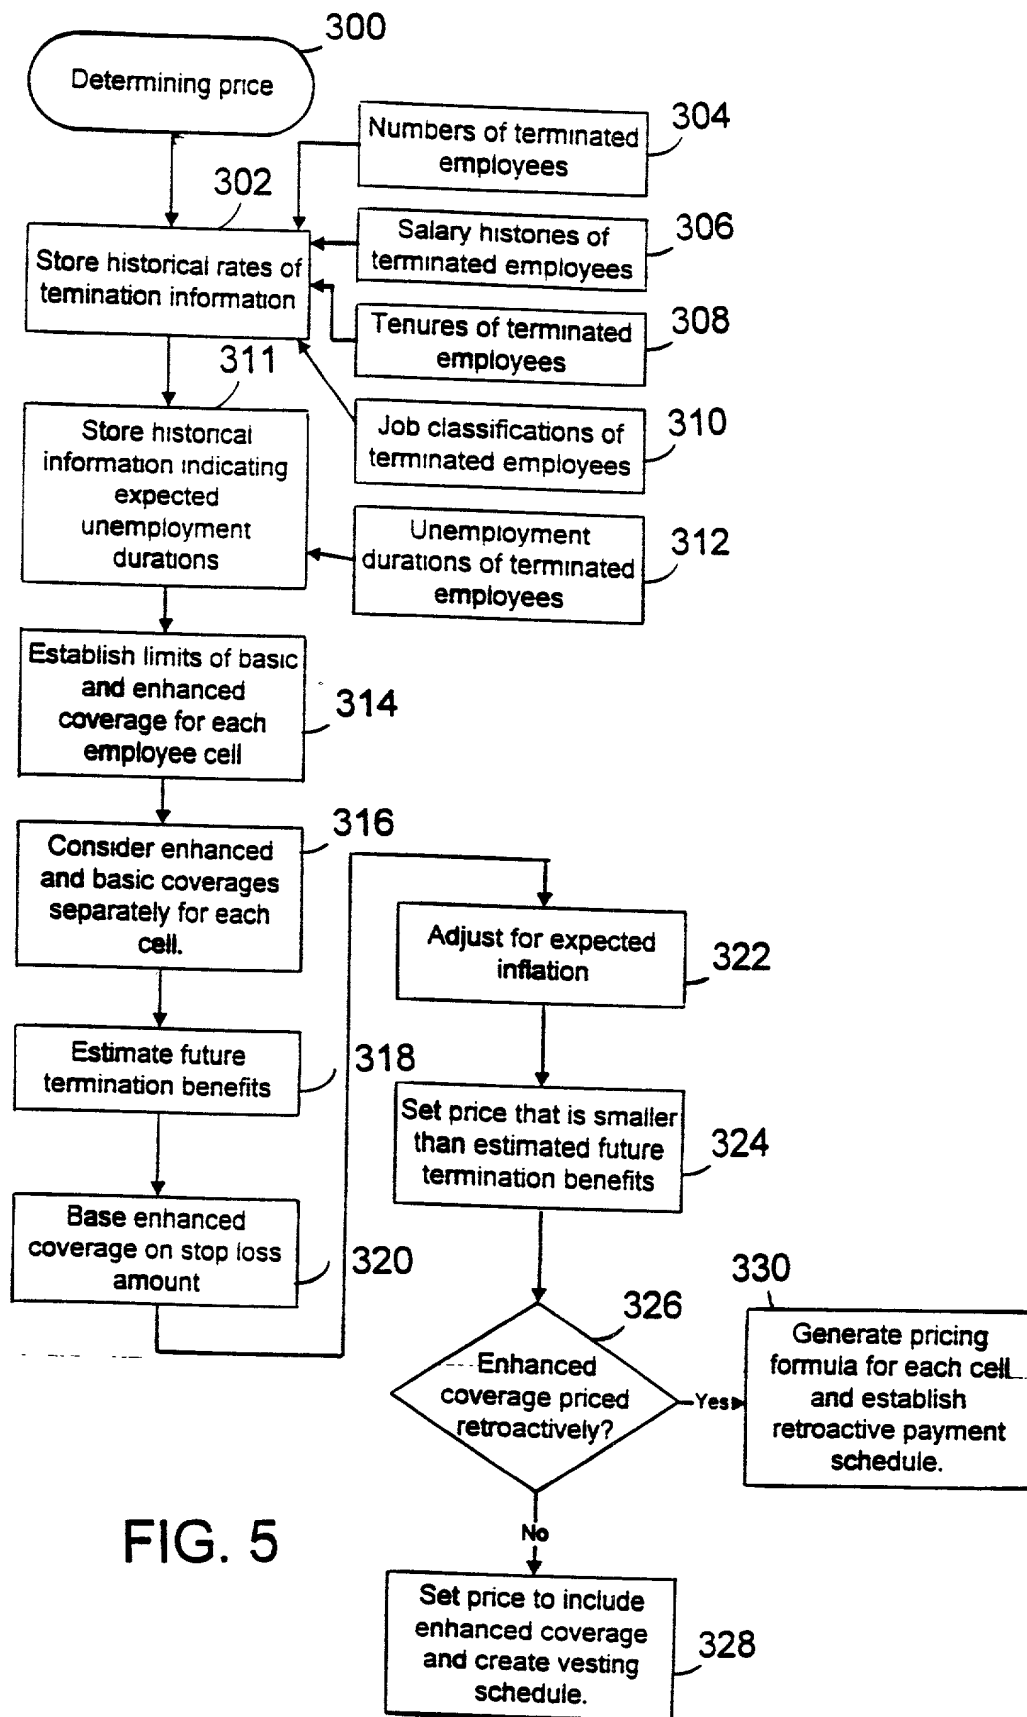 300
Determining price
304
Numbers of terminated
employees
302
Store historical rates of
temination information
306
Salary histories of
terminated employees
308
Tenures of terminated
employees
311
Store historical
information indicating
expected
unemployment
durations
310
Job classifications of
terminated employees
312
Unemployment
durations of terminated
employees
Establish limits of basic
and enhanced
coverage for each
employee cell
314
316
Consider enhanced
and basic coverages
separately for each
cell.
Adjust for expected
inflation
322
Estimate future
termination benefits
318
Set price that is smaller
than estimated future
termination benefits
324
Base enhanced
coverage on stop loss
amount
320
326
Enhanced
coverage priced
retroactively?
Yes
330
Generate pricing
formula for each cell
and establish
retroactive payment
schedule.
No
FIG. 5
Set price to include
enhanced coverage
and create vesting
schedule.
328